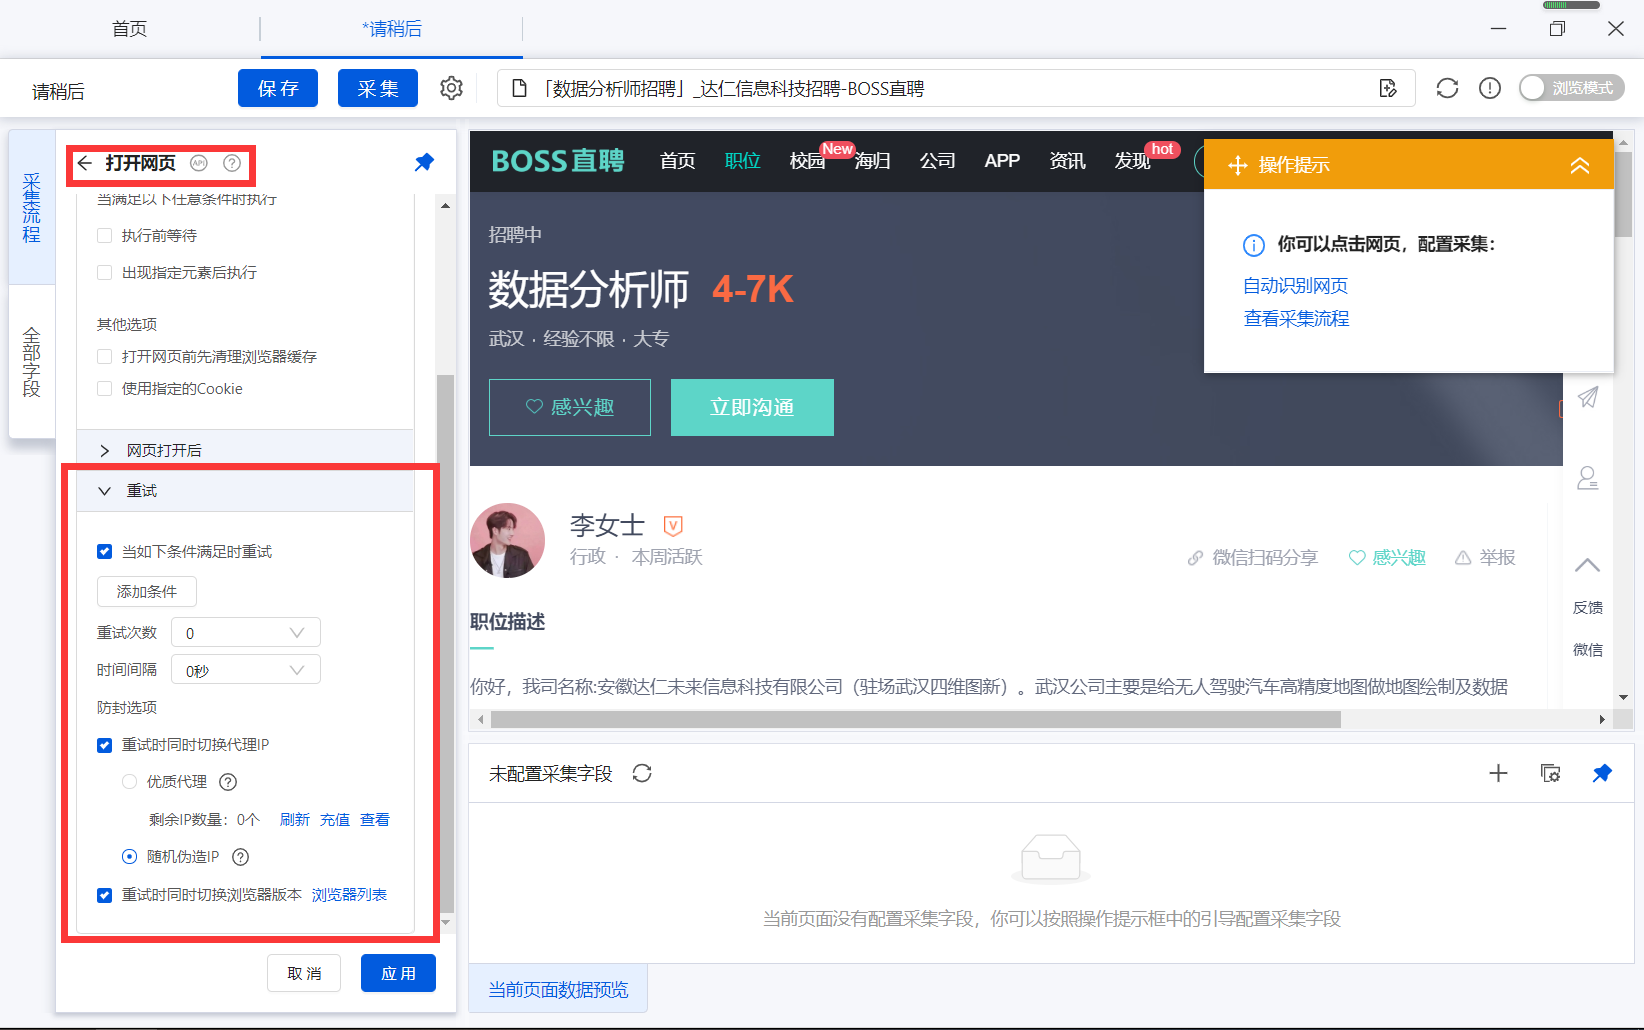 首页
*请稍后
请稍后
保存
采集
「数据分析师招聘」_达仁信息科技招聘-BOSS直聘
浏览模式
采集流程
全部字段
打开网页
API
当满足以下任意条件时执行
执行前等待
出现指定元素后执行
其他选项
打开网页前先清理浏览器缓存
使用指定的Cookie
网页打开后
重试
当如下条件满足时重试
添加条件
重试次数 0
时间间隔 0秒
防封选项
重试时同时切换代理IP
优质代理
剩余IP数量：0个 刷新 充值 查看
随机伪造IP
重试时同时切换浏览器版本 浏览器列表
取消
应用
BOSS直聘 首页 职位 校园 New 海归 公司 APP 资讯 发现 hot
招聘中
数据分析师 4-7K
武汉 · 经验不限 · 大专
感兴趣
立即沟通
操作提示
你可以点击网页，配置采集：
自动识别网页
查看采集流程
李女士
行政 · 本周活跃
微信扫码分享 感兴趣 举报
反馈
微信
职位描述
你好，我司名称:安徽达仁未来信息科技有限公司（驻场武汉四维图新）。武汉公司主要是给无人驾驶汽车高精度地图做地图绘制及数据
未配置采集字段
当前页面没有配置采集字段，你可以按照操作提示框中的引导配置采集字段
当前页面数据预览